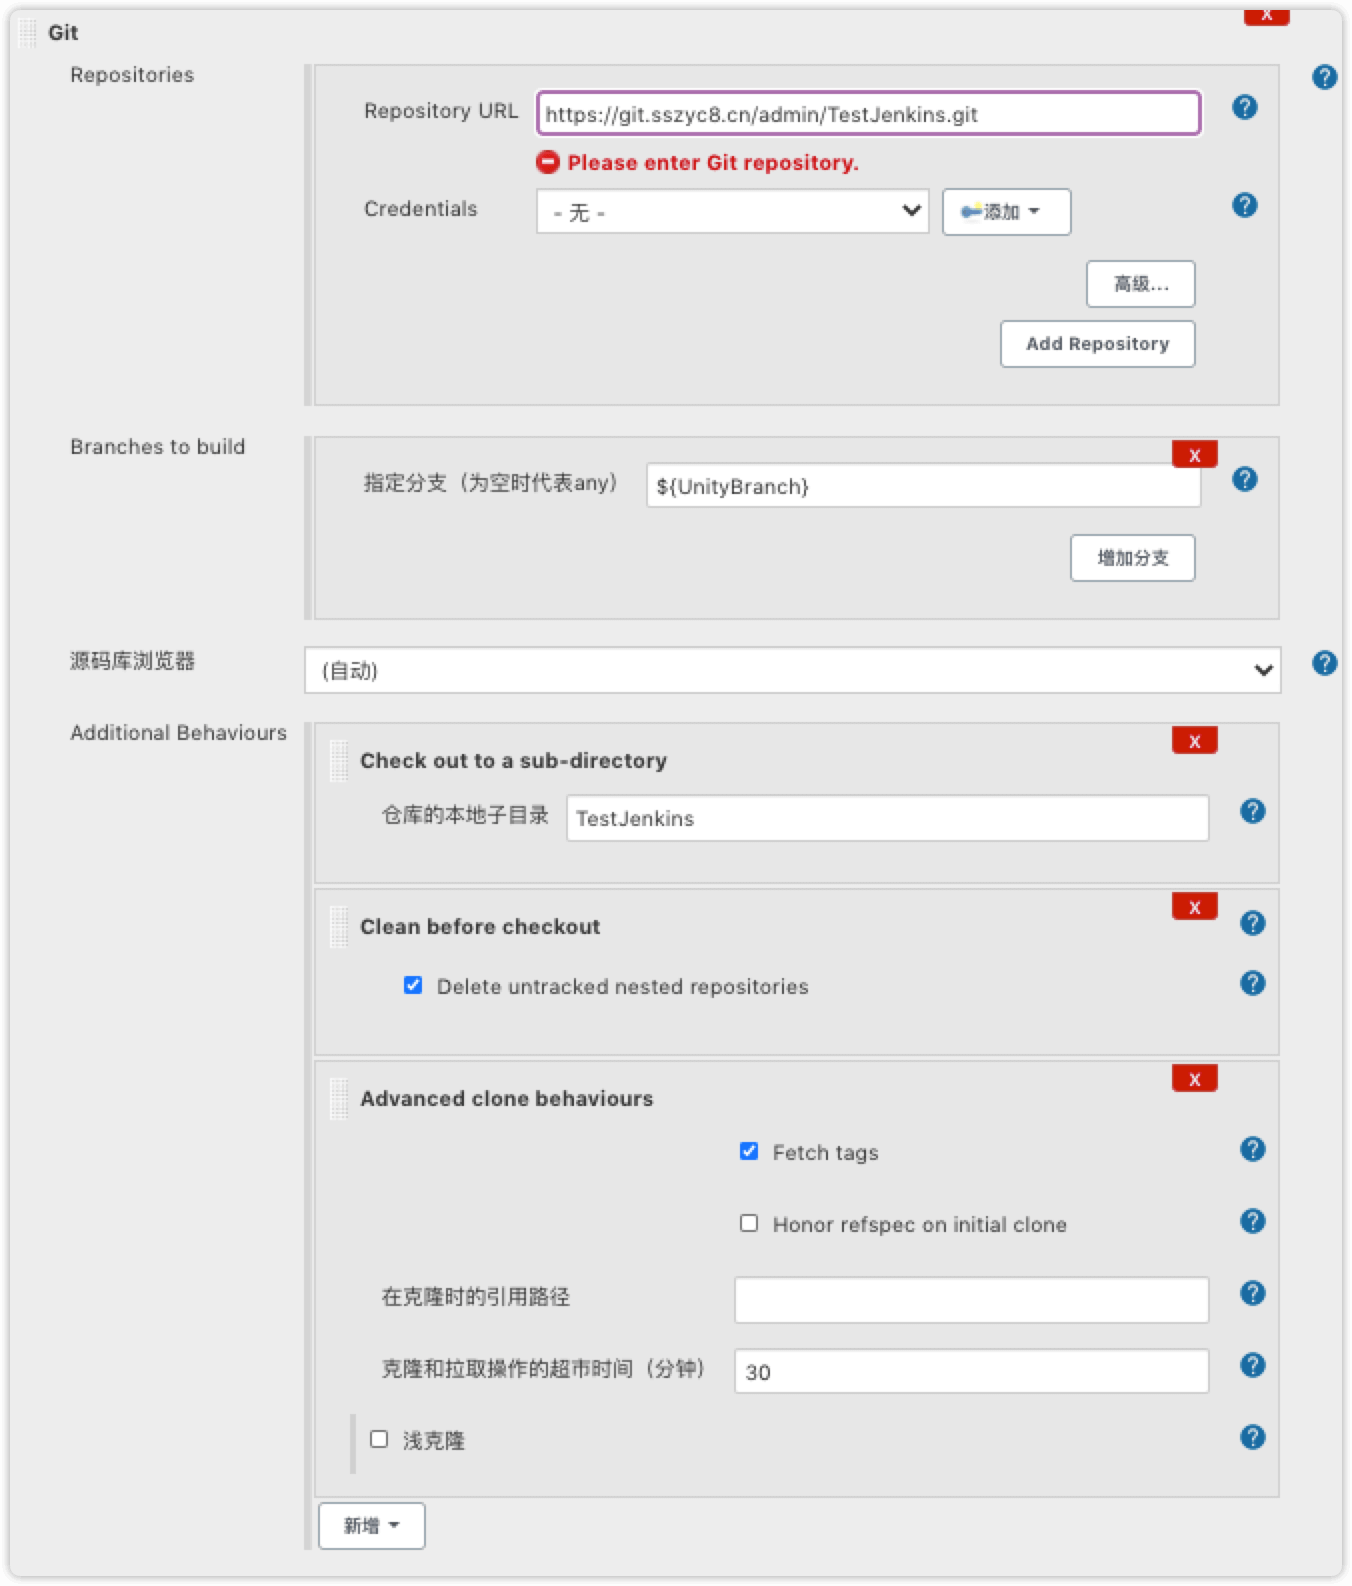 X
Git
Repositories
Repository URL
https://git.sszyc8.cn/admin/TestJenkins.git
Please enter Git repository.
Credentials
- 无 -
添加
高级...
Add Repository
Branches to build
X
指定分支（为空时代表any）
${UnityBranch}
增加分支
源码库浏览器
(自动)
Additional Behaviours
X
Check out to a sub-directory
仓库的本地子目录
TestJenkins
X
Clean before checkout
Delete untracked nested repositories
X
Advanced clone behaviours
Fetch tags
Honor refspec on initial clone
在克隆时的引用路径
克隆和拉取操作的超市时间（分钟）
30
浅克隆
新增